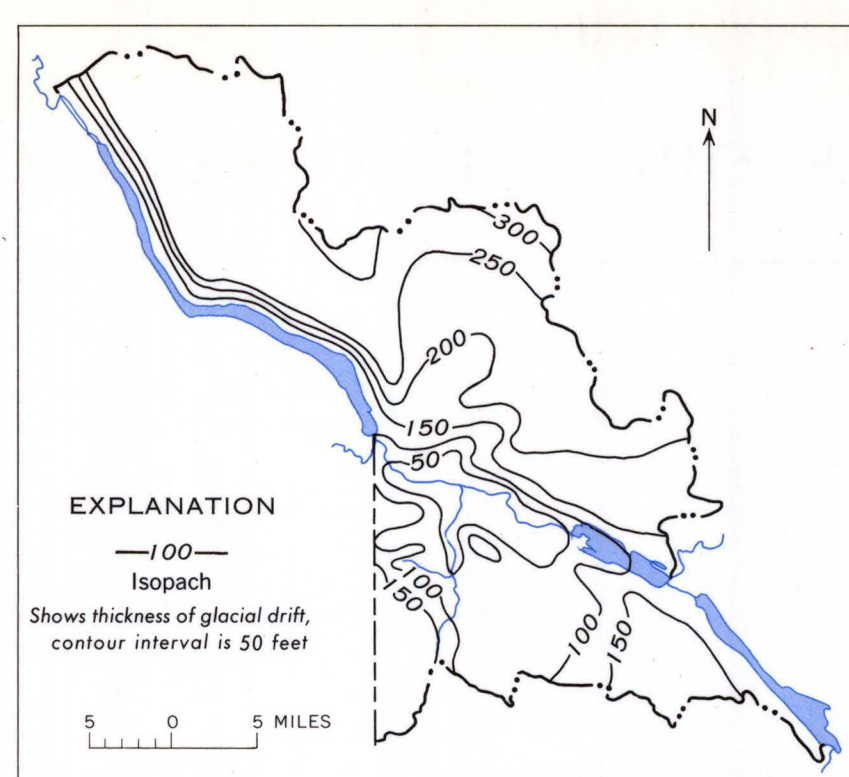 N
300
250
200
150
50
EXPLANATION
100
Isopach
Shows thickness of glacial drift,
contour interval is 50 feet
100
150
100
150
5 0 5 MILES